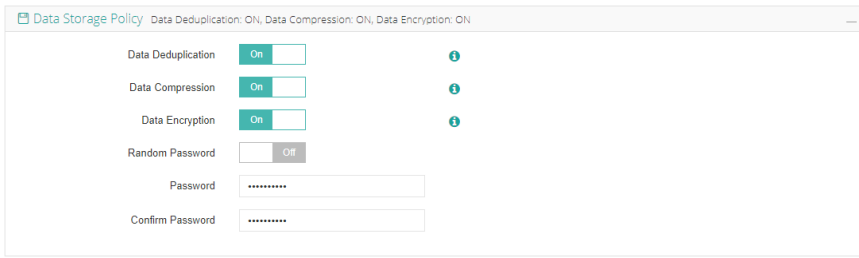 Data Storage Policy Data Deduplication: ON, Data Compression: ON, Data Encryption: ON
Data Deduplication On
Data Compression On
Data Encryption On
Random Password Off
Password ••••••••••
Confirm Password ••••••••••